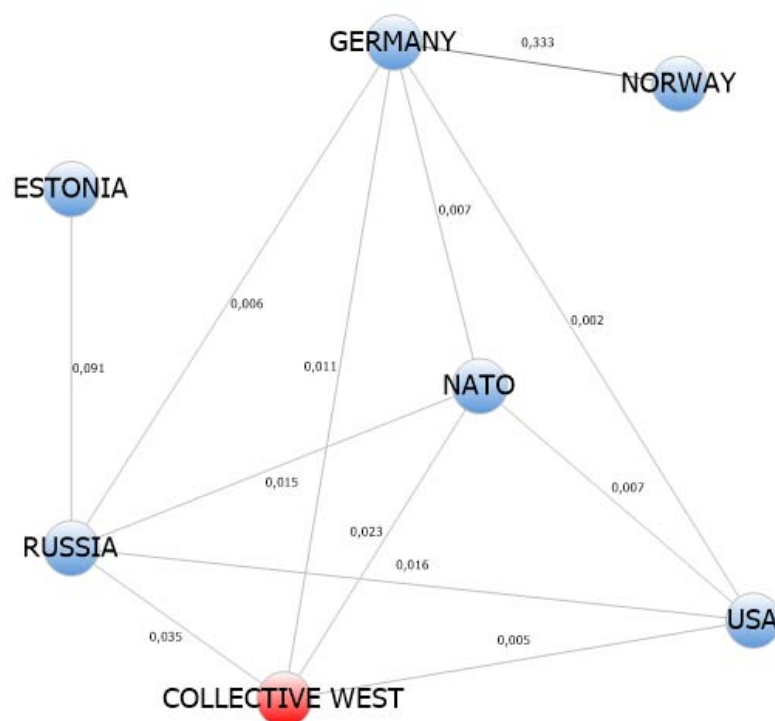 GERMANY
0,333
NORWAY
ESTONIA
0,007
0,006
0,002
0,091
0,011
NATO
0,015
0,007
0,023
RUSSIA
0,016
USA
0,035
0,005
COLLECTIVE WEST